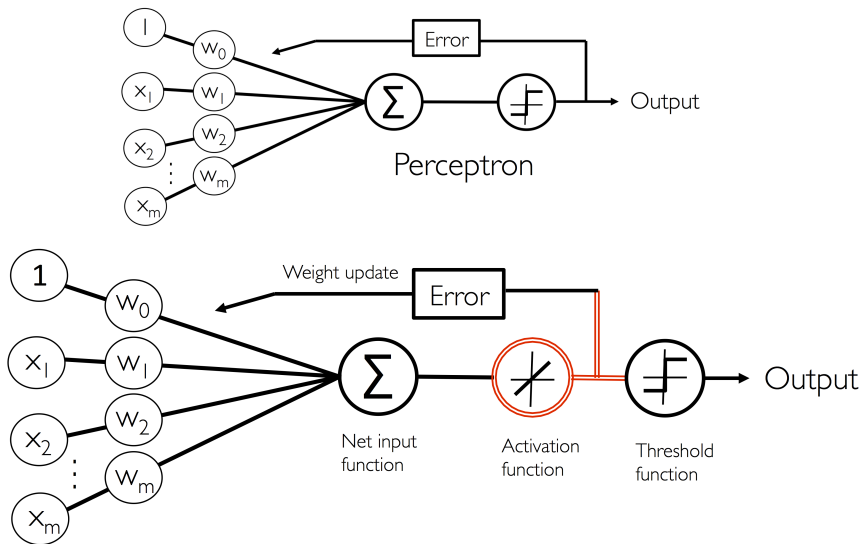 1
Error
w0
x1
w1
Σ
Output
x2
w2
wm
xm
Perceptron
1
Weight update
Error
w0
x1
w1
Σ
Output
x2
w2
Net input
function
Activation
function
Threshold
function
wm
xm